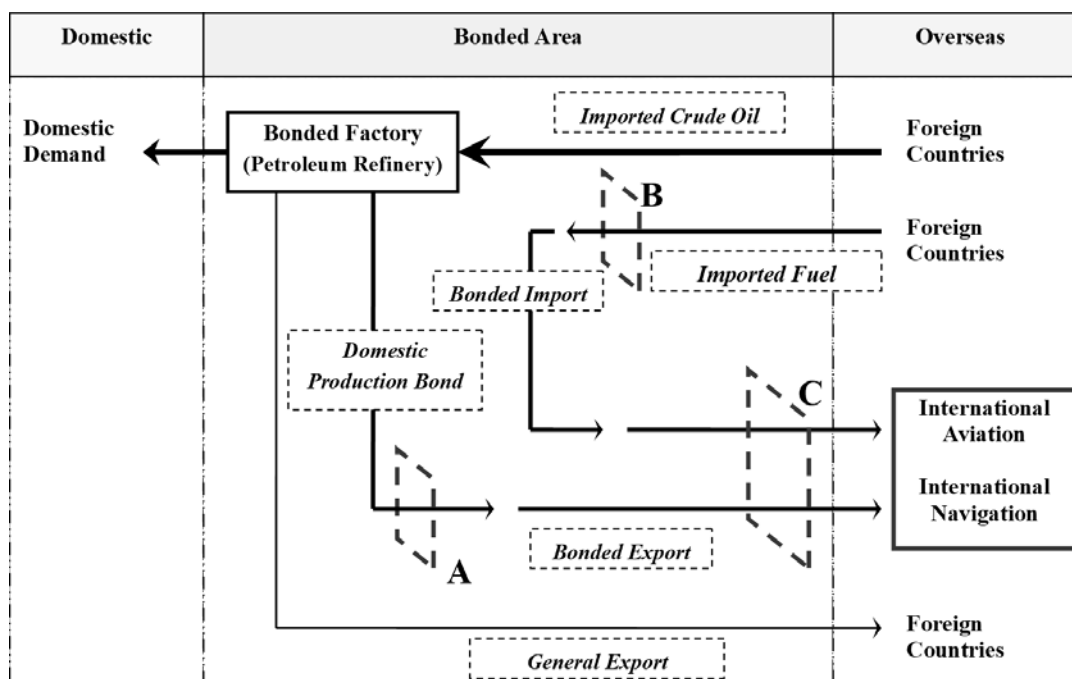 Domestic
Bonded Area
Overseas
Imported Crude Oil
Domestic
Demand
Bonded Factory
(Petroleum Refinery)
Foreign
Countries
B
Foreign
Countries
Imported Fuel
Bonded Import
Domestic
Production Bond
C
International
Aviation
International
Navigation
Bonded Export
A
Foreign
Countries
General Export